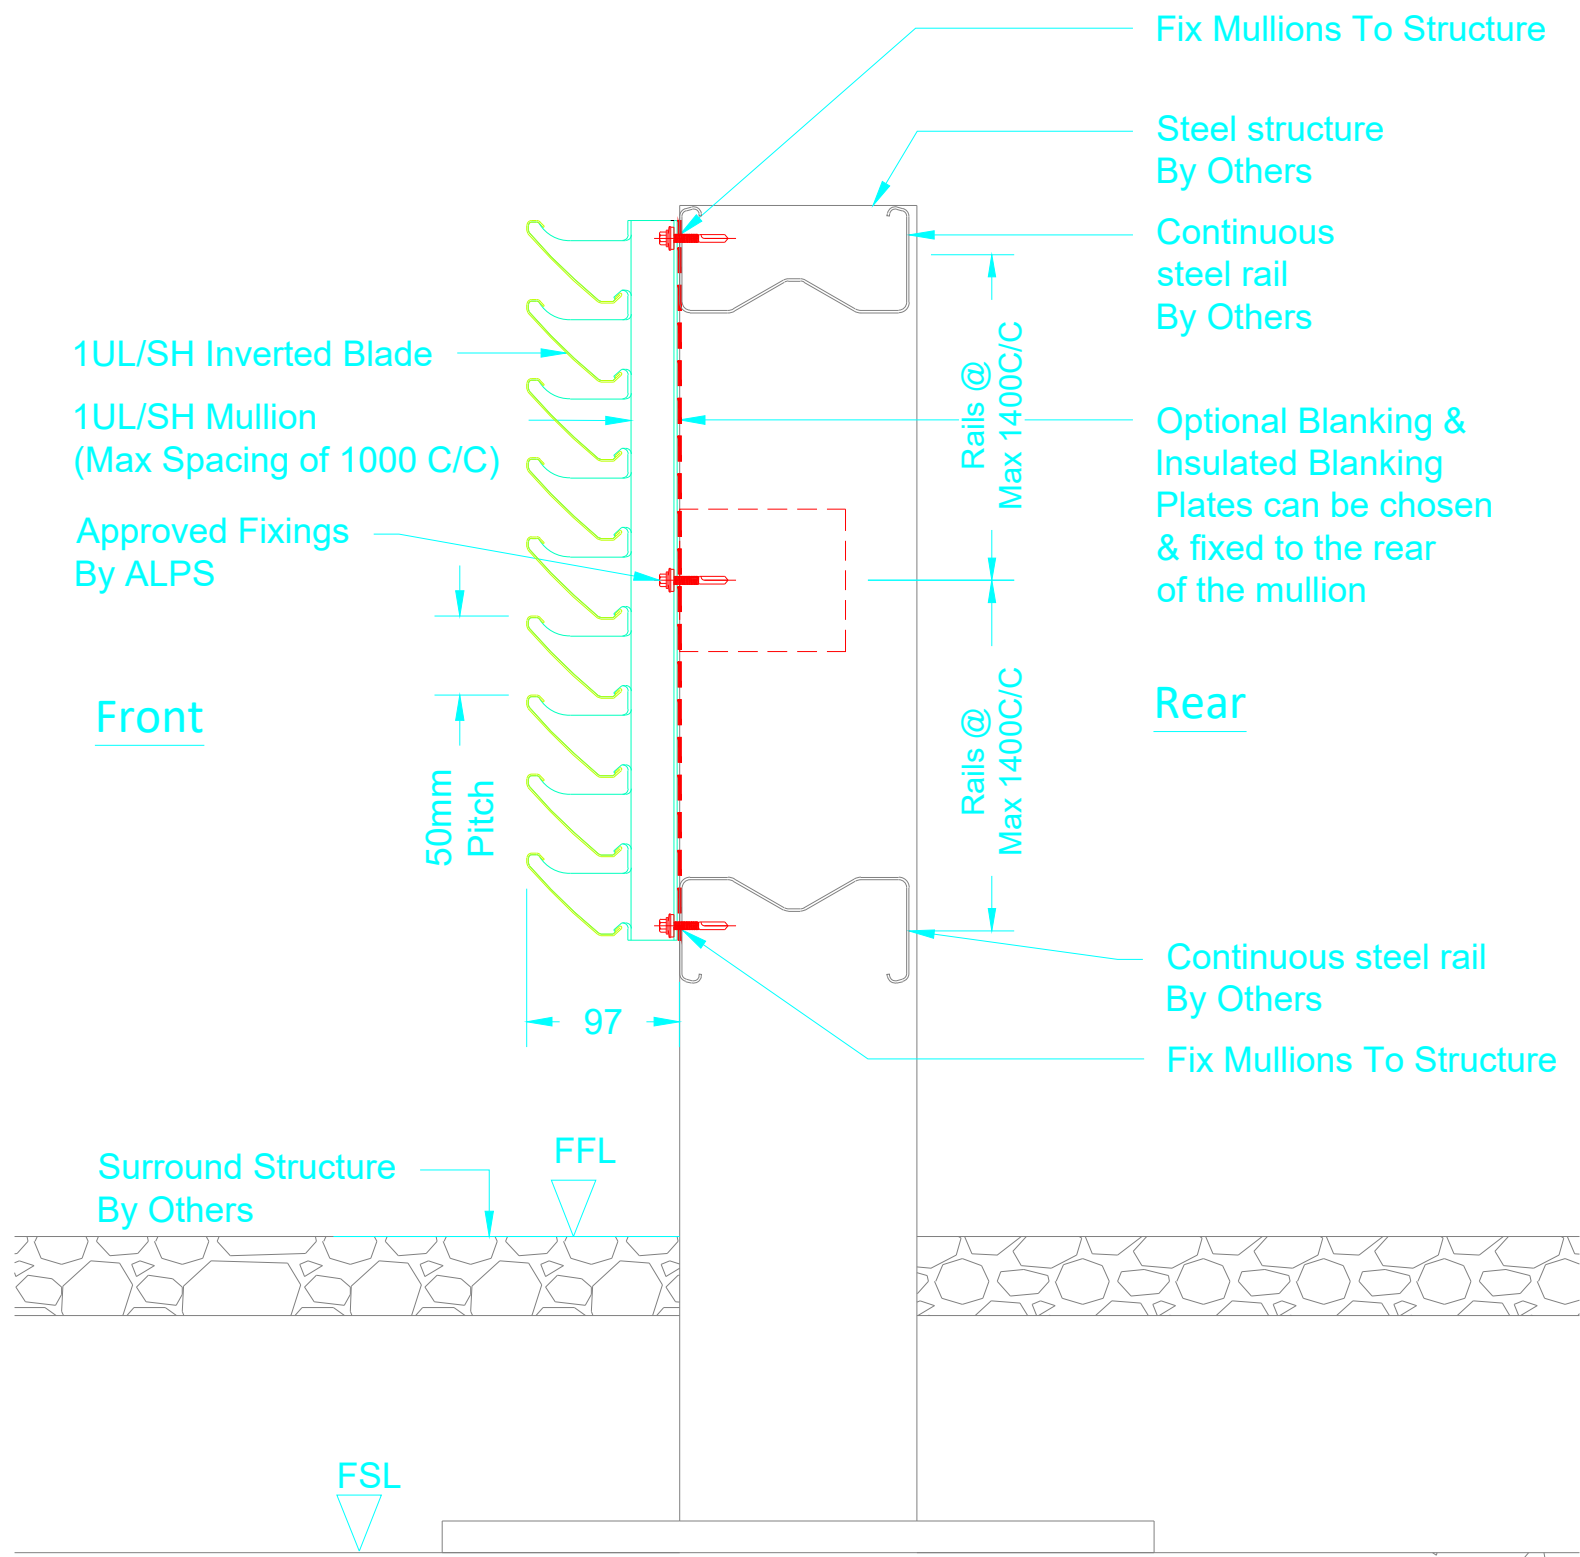 Fix Mullions To Structure
Steel structure
By Others
Continuous
steel rail
By Others
1UL/SH Inverted Blade
1UL/SH Mullion
(Max Spacing of 1000 C/C)
Approved Fixings
By ALPS
Rails @
Max 1400C/C
Optional Blanking &
Insulated Blanking
Plates can be chosen
& fixed to the rear
of the mullion
Front
Rear
50mm
Pitch
Rails @
Max 1400C/C
97
Continuous steel rail
By Others
Fix Mullions To Structure
Surround Structure
By Others
FFL
FSL